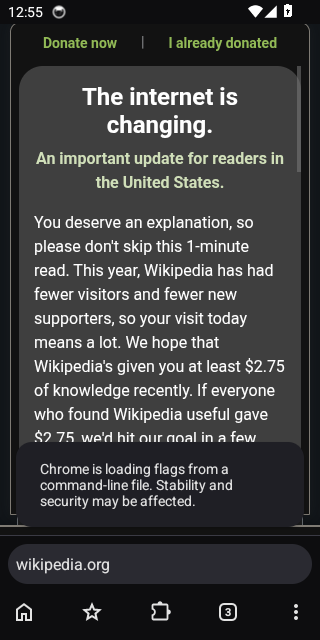 12:55
Donate now | I already donated
The internet is
changing.
An important update for readers in
the United States.
You deserve an explanation, so
please don't skip this 1-minute
read. This year, Wikipedia has had
fewer visitors and fewer new
supporters, so your visit today
means a lot. We hope that
Wikipedia's given you at least $2.75
of knowledge recently. If everyone
who found Wikipedia useful gave
$2.75, we'd hit our goal in a few
Chrome is loading flags from a
command-line file. Stability and
security may be affected.
wikipedia.org
3